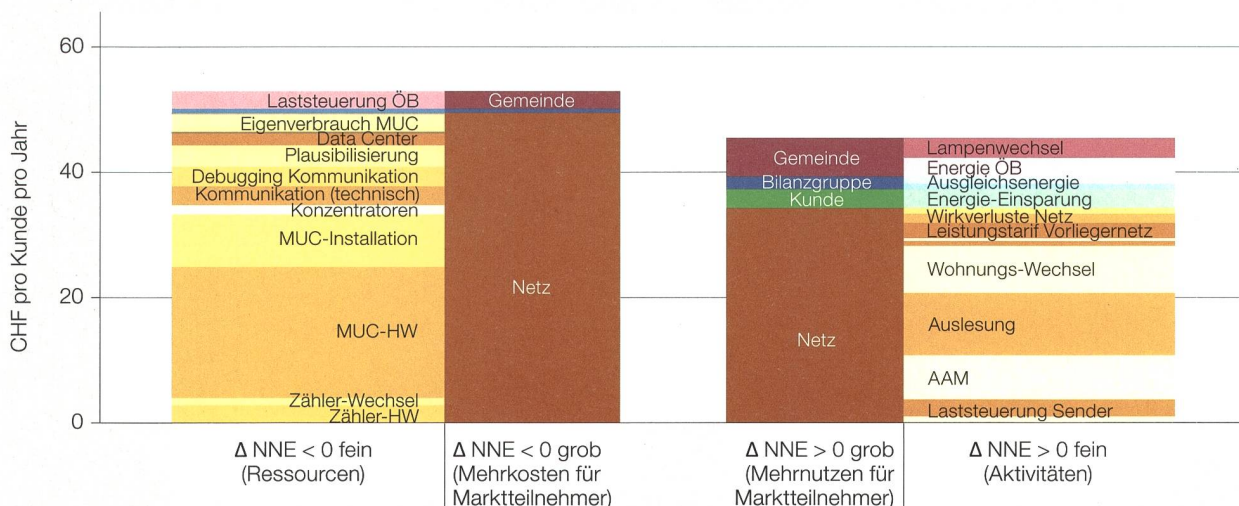 CHF pro Kunde pro Jahr
60
40
20
0
Laststeuerung ÖB
Eigenverbrauch MUC
Data Center
Plausibilisierung
Debugging Kommunikation
Kommunikation (technisch)
Konzentratoren
MUC-Installation
MUC-HW
Zähler-Wechsel
Zähler-HW
Gemeinde
Netz
Gemeinde
Bilanzgruppe
Kunde
Netz
Lampenwechsel
Energie ÖB
Ausgleichsenergie
Energie-Einsparung
Wirkverluste Netz
Leistungstarif Vorliegernetz
Wohnungs-Wechsel
Auslesung
AAM
Laststeuerung Sender
Δ NNE < 0 fein
(Ressourcen)
Δ NNE < 0 grob
(Mehrkosten für
Marktteilnehmer)
Δ NNE > 0 grob
(Mehrnutzen für
Marktteilnehmer)
Δ NNE > 0 fein
(Aktivitäten)